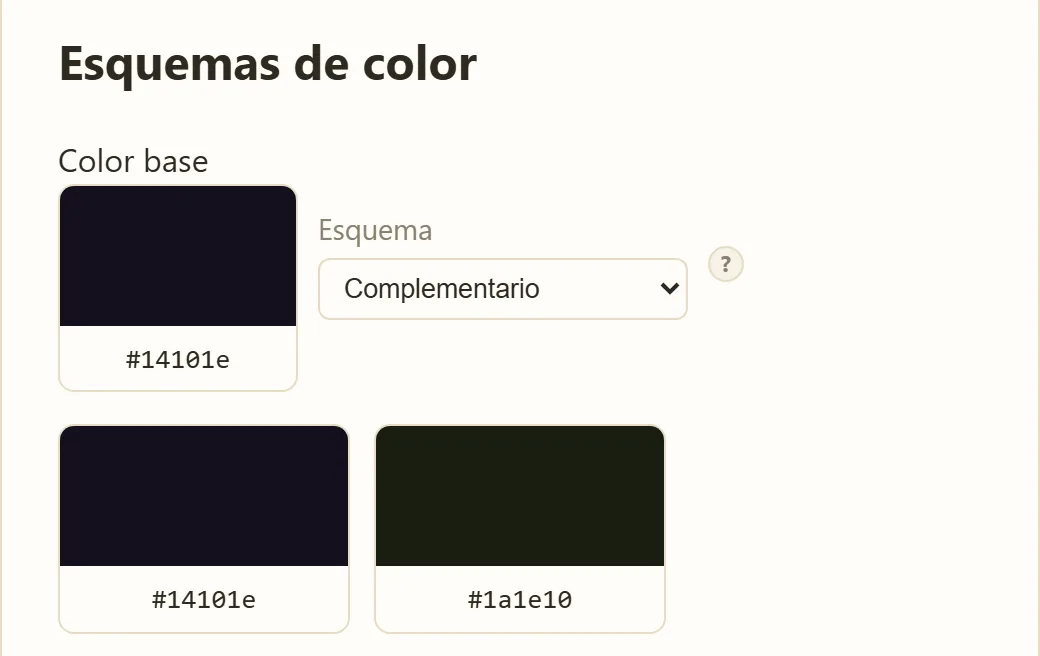 Esquemas de color
Color base
#14101e
Esquema
Complementario
?
#14101e
#1a1e10